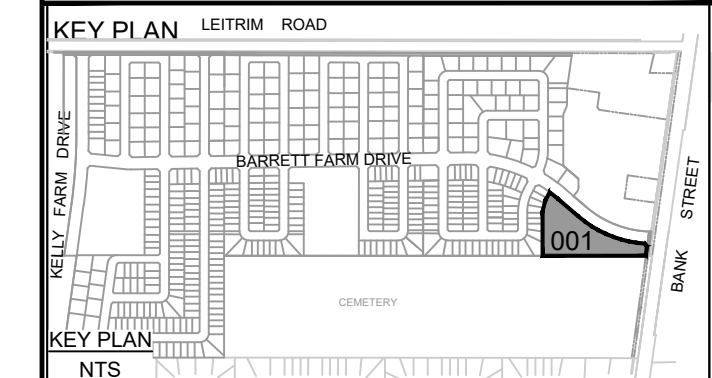 KEY PLAN
LEITRIM ROAD
KELLY FARM DRIVE
BARRETT FARM DRIVE
BANK STREET
001
CEMETERY
KEY PLAN
NTS